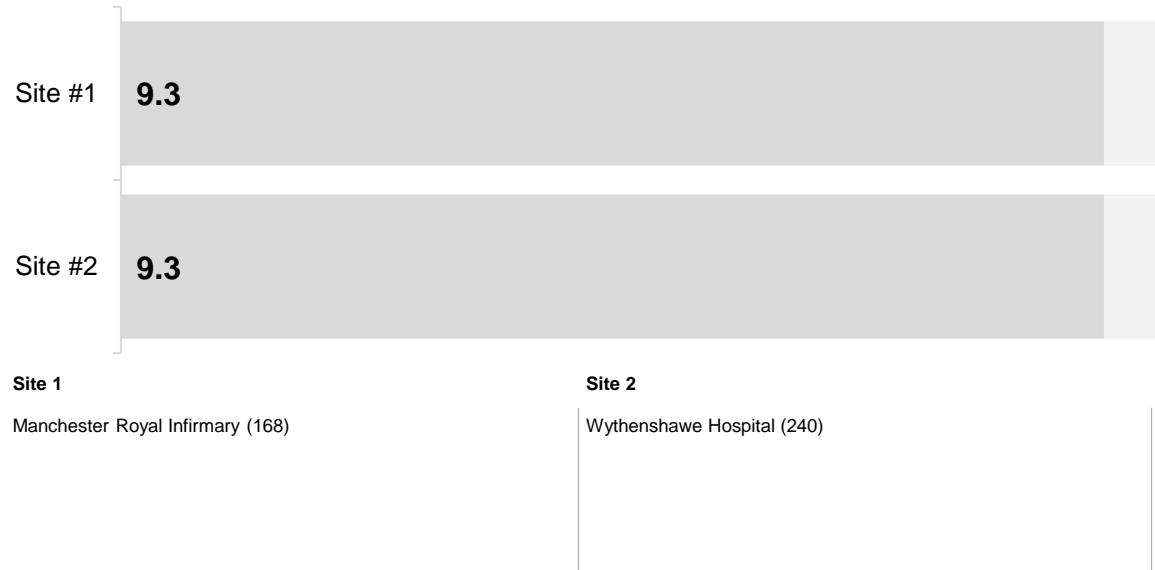 Site #1
9.3
Site #2
9.3
Site 1
Manchester Royal Infirmary (168)
Site 2
Wythenshawe Hospital (240)